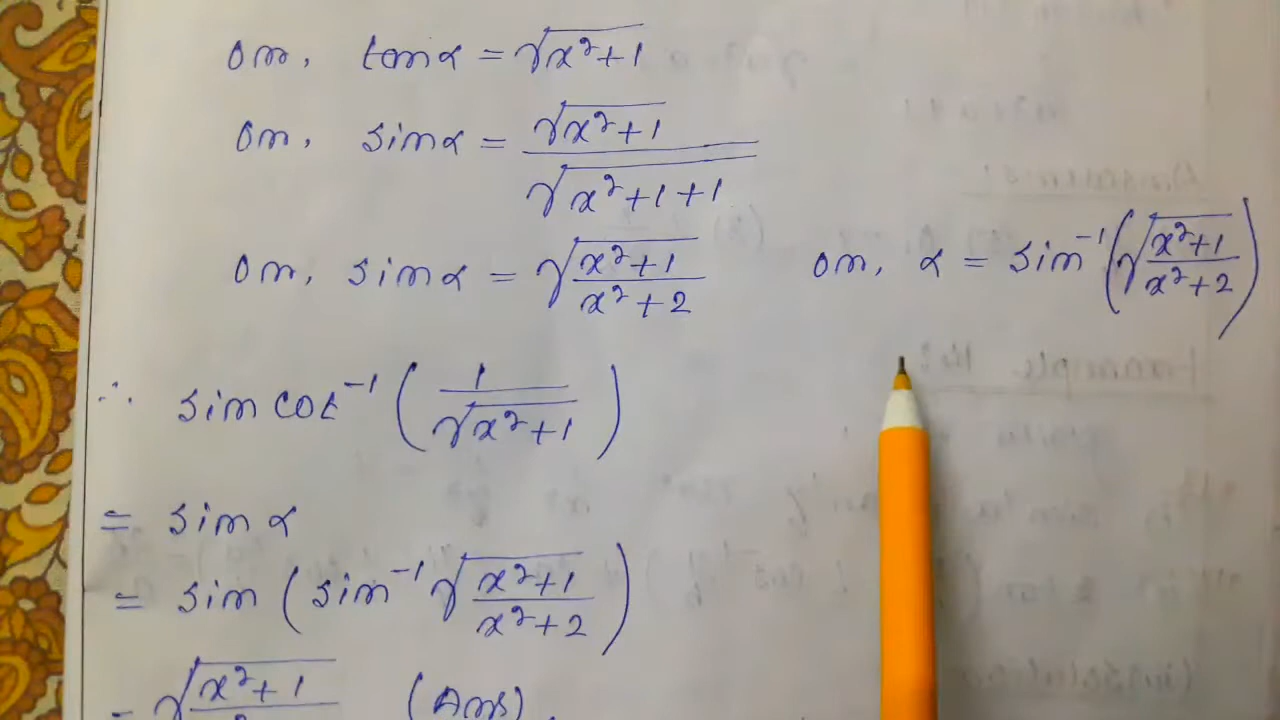 or, tanα = √(x²+1)
or, sinα = √(x²+1) / √(x²+1+1)
or, sinα = √((x²+1)/(x²+2)) or, α = sin⁻¹(√((x²+1)/(x²+2)))
∴ sin cot⁻¹(1/√(x²+1))
= sinα
= sin(sin⁻¹√((x²+1)/(x²+2)))
= √(x²+1) (Ans).